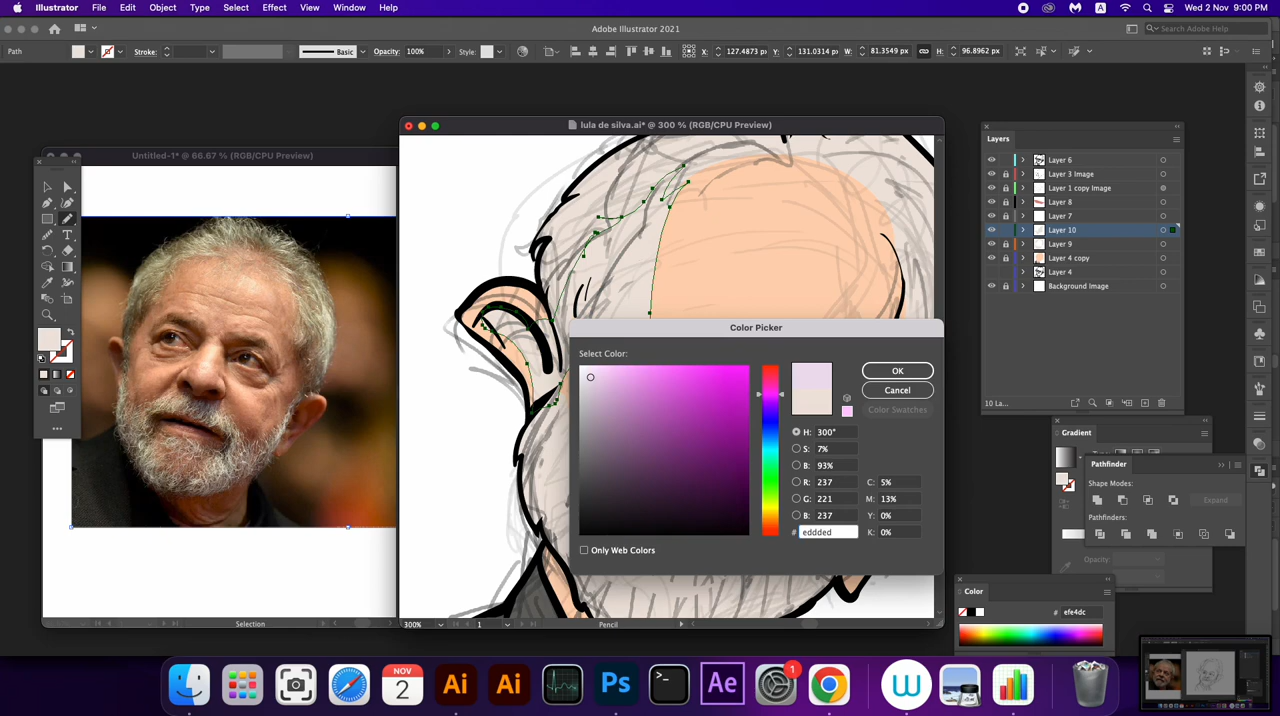 Illustrator File Edit Object Type Select Effect View Window Help
A Wed 2 Nov 9:00 PM
Adobe Illustrator 2021
Search Adobe Help
Path Stroke: Basic Opacity: 100% Style: X: 127.4873 px Y: 131.0314 px W: 81.3549 px H: 96.8962 px
lula de silva.ai* @ 300 % (RGB/CPU Preview)
Untitled-1* @ 66.67 % (RGB/CPU Preview)
Layers
Layer 6
Layer 3 Image
Layer 1 copy Image
Layer 8
Layer 7
Layer 10
Layer 9
Layer 4 copy
Layer 4
Background Image
10 La...
Color Picker
Select Color:
OK
Cancel
Color Swatches
H: 300°
S: 7%
B: 93%
R: 237
G: 221
B: 237
# eddded
C: 5%
M: 13%
Y: 0%
K: 0%
Only Web Colors
Gradient
Pathfinder
Shape Modes:
Expand
Pathfinders:
Opacity:
Color
# efe4dc
Selection
300% 1 Pencil
NOV
2
Ai
Ai
Ps
>_
Ae
1
W